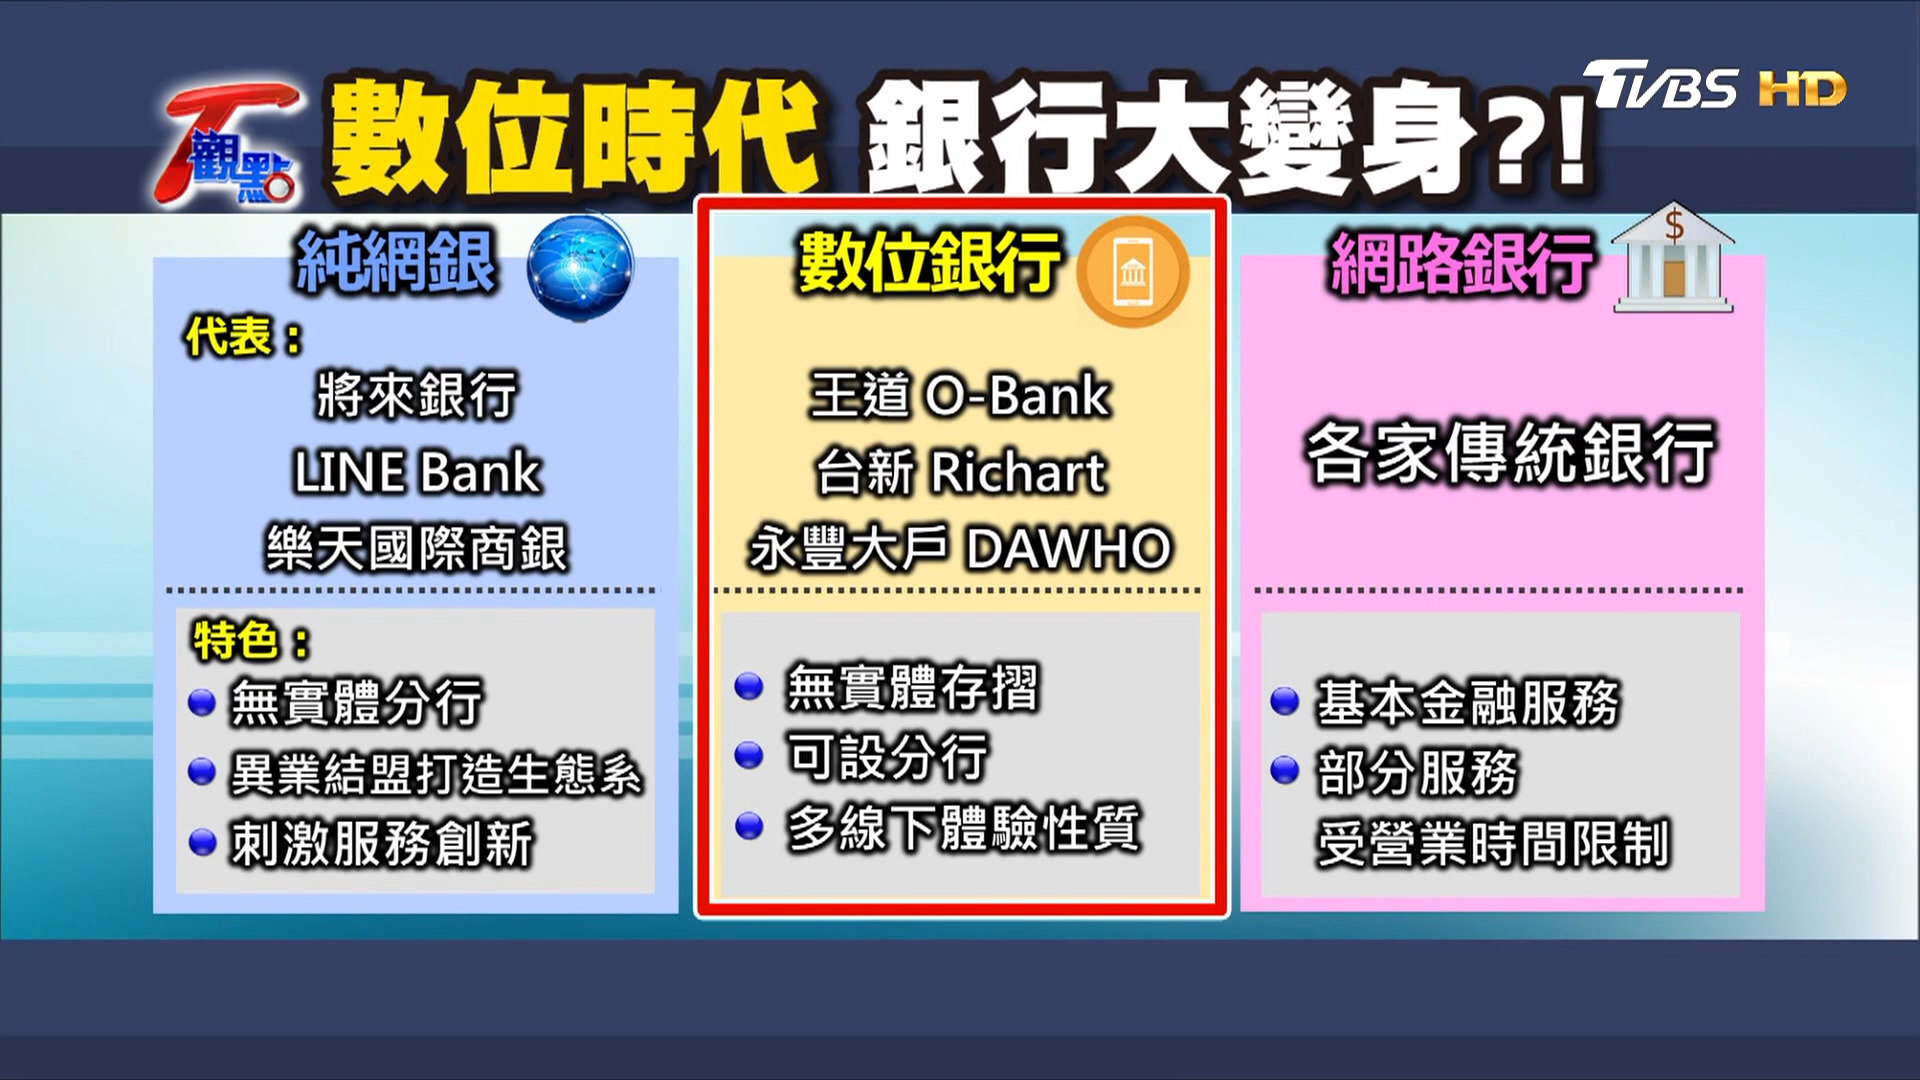 T觀點
數位時代 銀行大變身?!
TVBS HD
純網銀
代表：
將來銀行
LINE Bank
樂天國際商銀
特色：
無實體分行
異業結盟打造生態系
刺激服務創新
數位銀行
王道 O-Bank
台新 Richart
永豐大戶 DAWHO
無實體存摺
可設分行
多線下體驗性質
網路銀行
$
各家傳統銀行
基本金融服務
部分服務
受營業時間限制